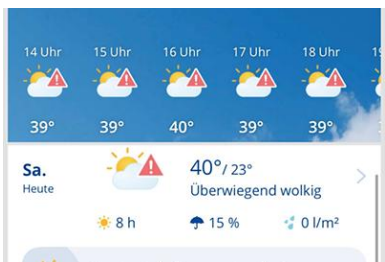 14 Uhr 15 Uhr 16 Uhr 17 Uhr 18 Uhr 19
39° 39° 40° 39° 39°
Sa. 40°/ 23°
Heute Überwiegend wolkig
8 h 15 % 0 l/m²